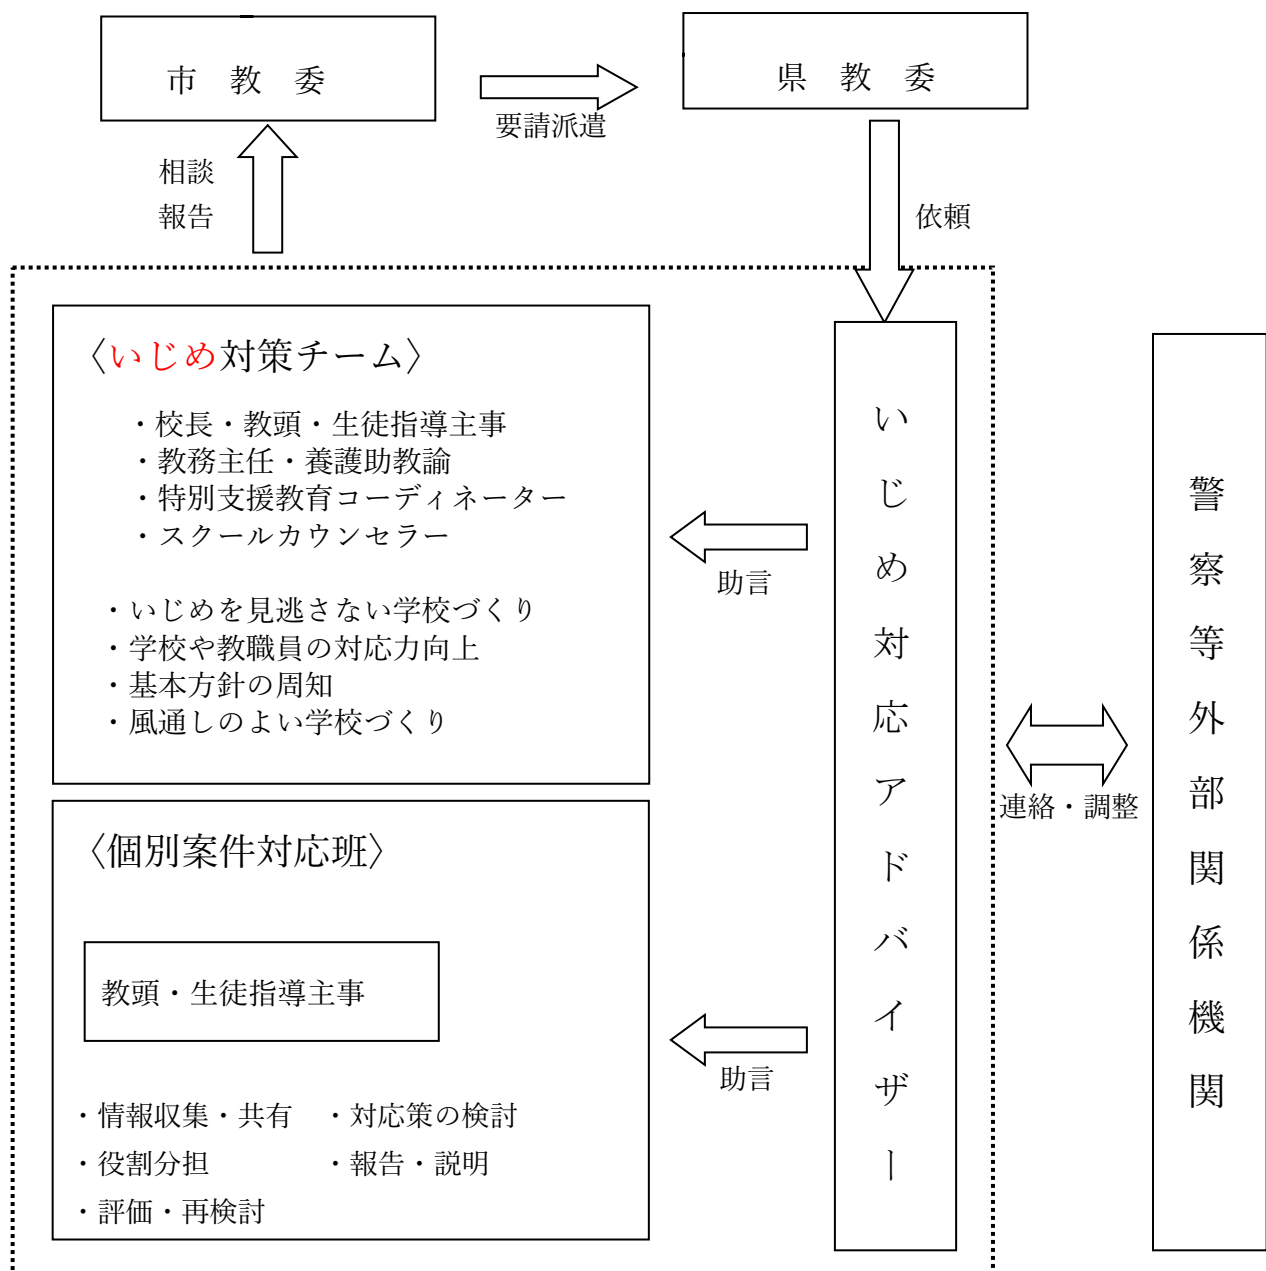 市 教 委
県 教 委
要請派遣
相談
報告
依頼
〈いじめ対策チーム〉
・校長・教頭・生徒指導主事
・教務主任・養護助教諭
・特別支援教育コーディネーター
・スクールカウンセラー
・いじめを見逃さない学校づくり
・学校や教職員の対応力向上
・基本方針の周知
・風通しのよい学校づくり
助言
〈個別案件対応班〉
教頭・生徒指導主事
・情報収集・共有 ・対応策の検討
・役割分担 ・報告・説明
・評価・再検討
助言
いじめ対応アドバイザー
連絡・調整
警察等外部関係機関